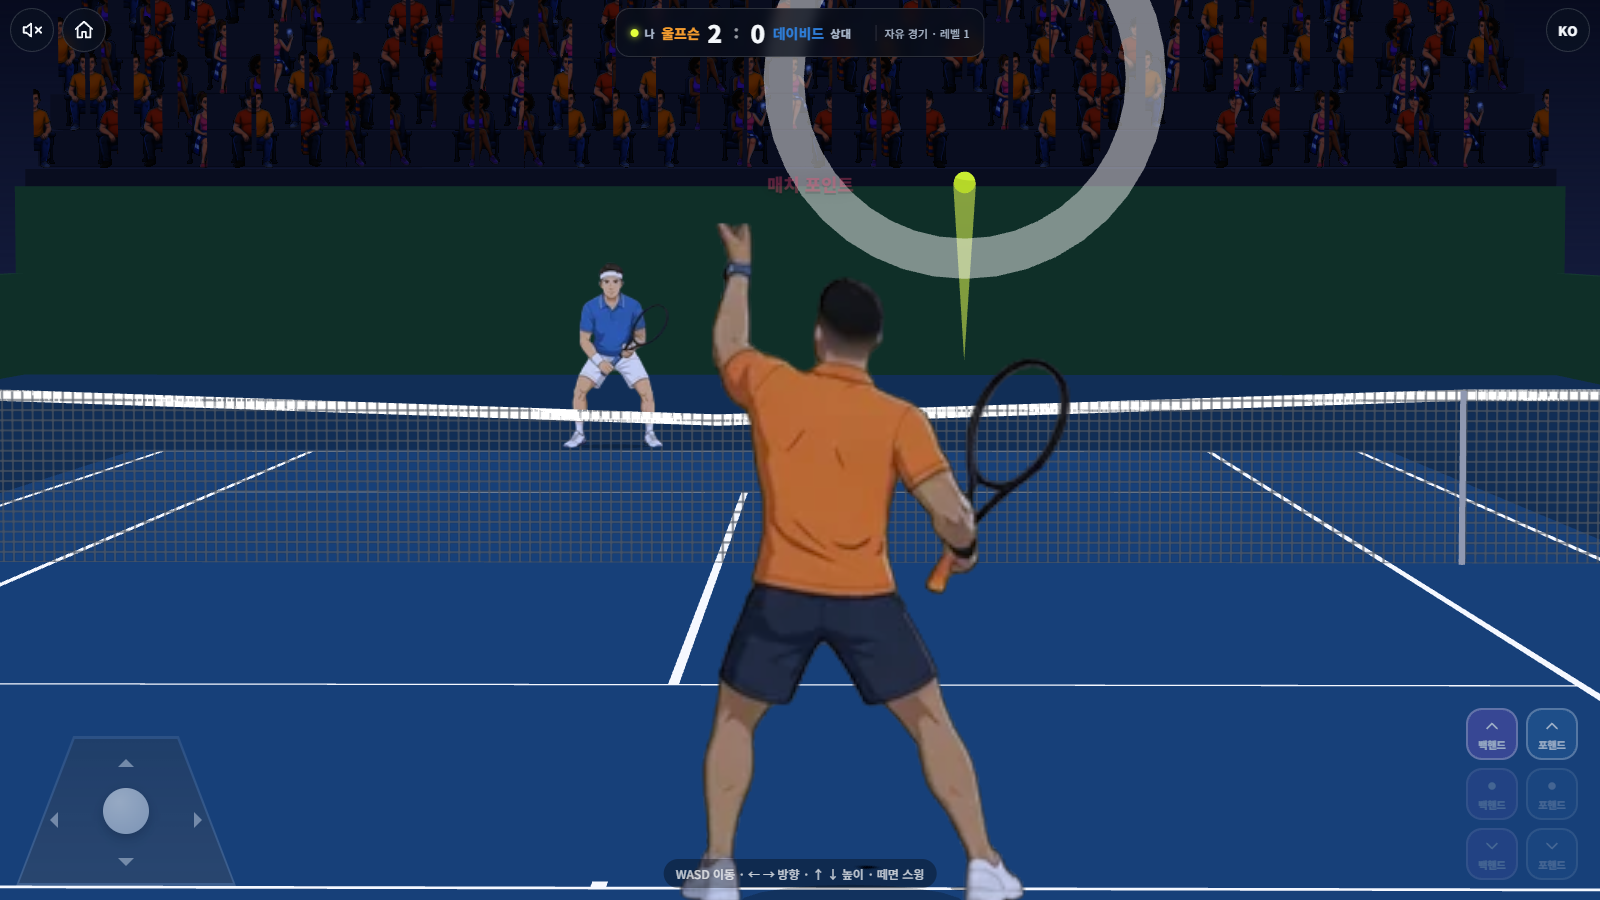 나 울프슨 2 : 0 데이비드 상대 자유 경기 · 레벨 1
KO
매치 포인트
백핸드 포핸드
백핸드 포핸드
백핸드 포핸드
WASD 이동 · ← → 방향 · ↑ ↓ 높이 · 떼면 스윙